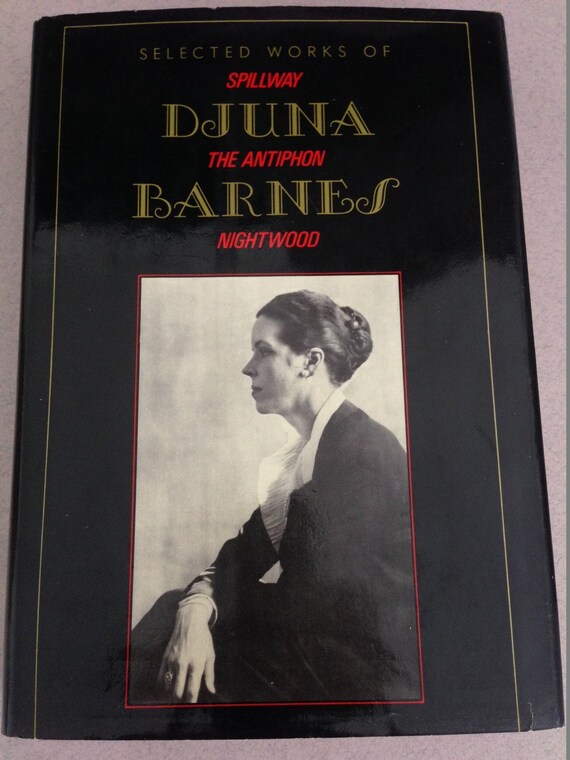 SELECTED WORKS OF
SPILLWAY
DJUNA
THE ANTIPHON
BARNES
NIGHTWOOD